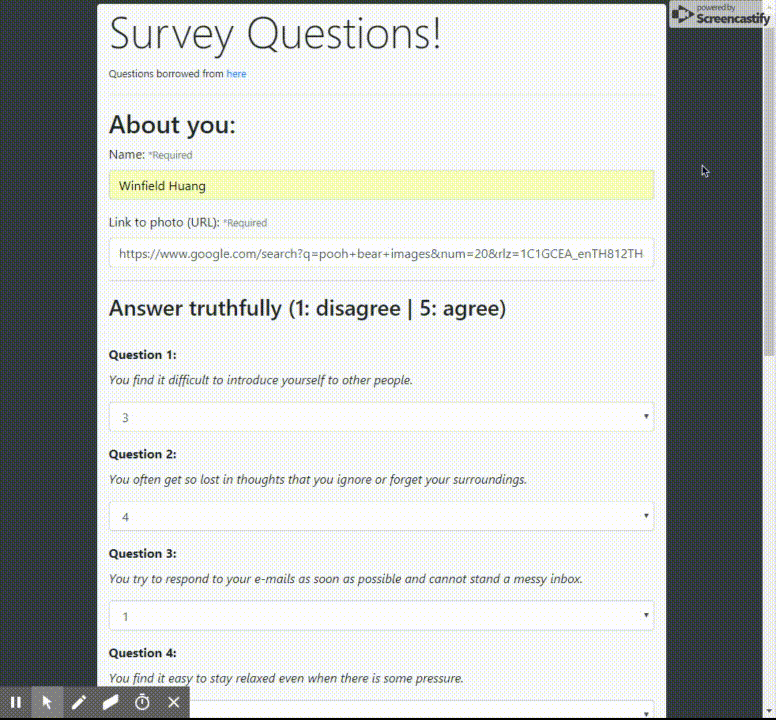 powered by
Screencastify
Survey Questions!
Questions borrowed from here
About you:
Name: *Required
Winfield Huang
Link to photo (URL): *Required
https://www.google.com/search?q=pooh+bear+images&num=20&rlz=1C1GCEA_enTH812TH
Answer truthfully (1: disagree | 5: agree)
Question 1:
You find it difficult to introduce yourself to other people.
3
Question 2:
You often get so lost in thoughts that you ignore or forget your surroundings.
4
Question 3:
You try to respond to your e-mails as soon as possible and cannot stand a messy inbox.
1
Question 4:
You find it easy to stay relaxed even when there is some pressure.